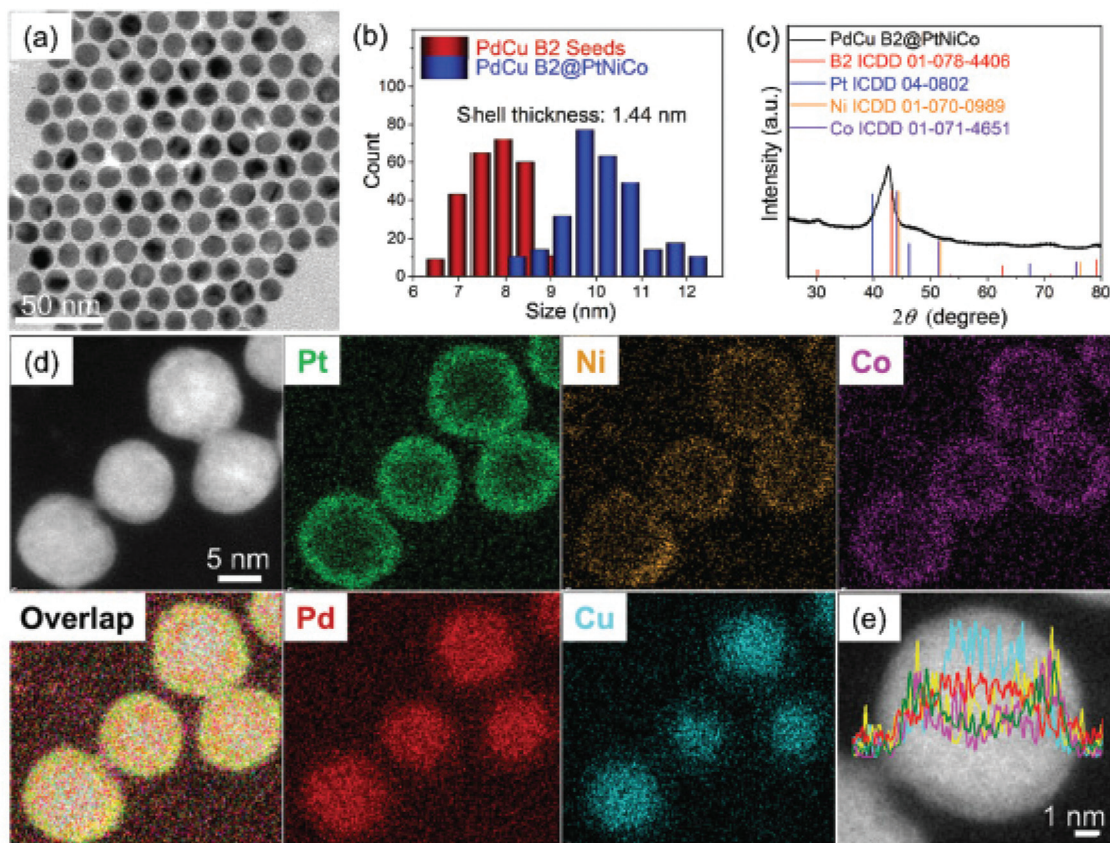 (a)
50 nm
(b)
PdCu B2 Seeds
PdCu B2@PtNiCo
Shell thickness: 1.44 nm
Count
100
80
60
40
20
0
6
7
8
9
10
11
12
Size (nm)
(c)
PdCu B2@PtNiCo
B2 ICDD 01-078-4406
Pt ICDD 04-0802
Ni ICDD 01-070-0989
Co ICDD 01-071-4651
Intensity (a.u.)
30
40
50
60
70
80
2θ (degree)
(d)
5 nm
Pt
Ni
Co
Overlap
Pd
Cu
(e)
1 nm